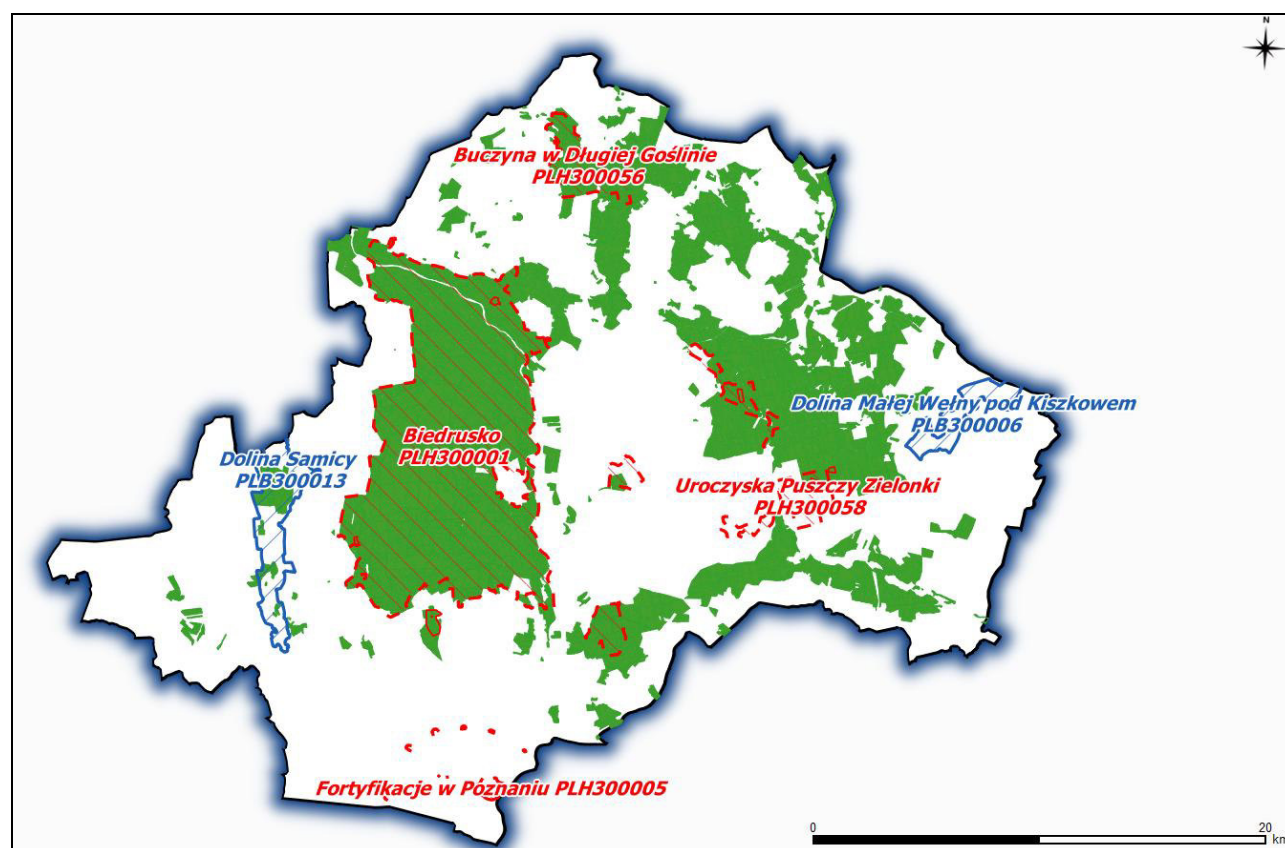 N
Buczyna w Długiej Goślinie
PLH300056
Dolina Małej Wełny pod Kiszkowem
PLB300006
Biedrusko
PLH300001
Dolina Samicy
PLB300013
Uroczyska Puszczy Zielonki
PLH300058
Fortyfikacje w Poznaniu PLH300005
0
20
km